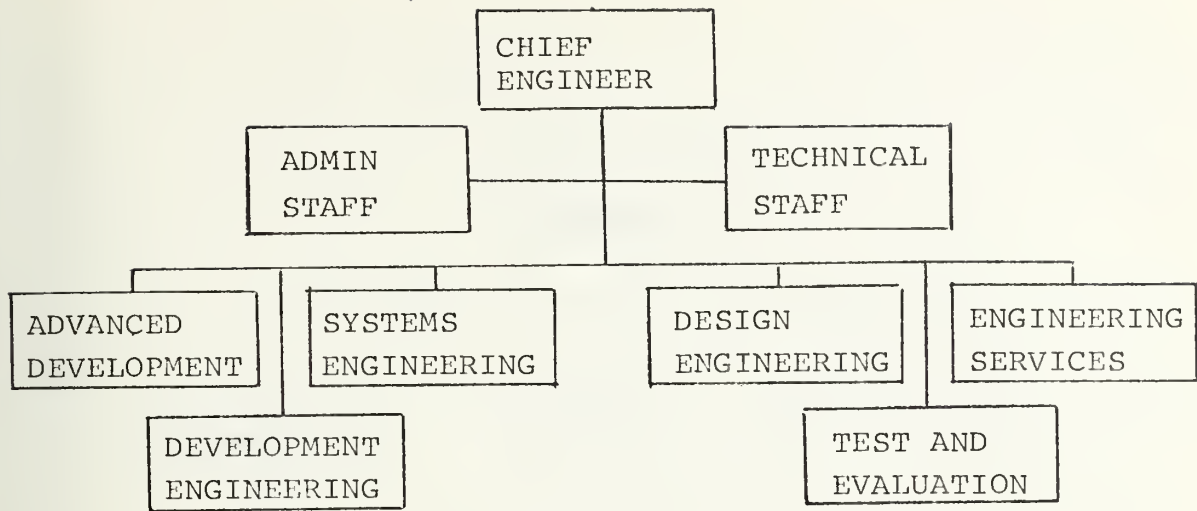 CHIEF
ENGINEER
ADMIN
STAFF
TECHNICAL
STAFF
ADVANCED
DEVELOPMENT
SYSTEMS
ENGINEERING
DESIGN
ENGINEERING
ENGINEERING
SERVICES
DEVELOPMENT
ENGINEERING
TEST AND
EVALUATION